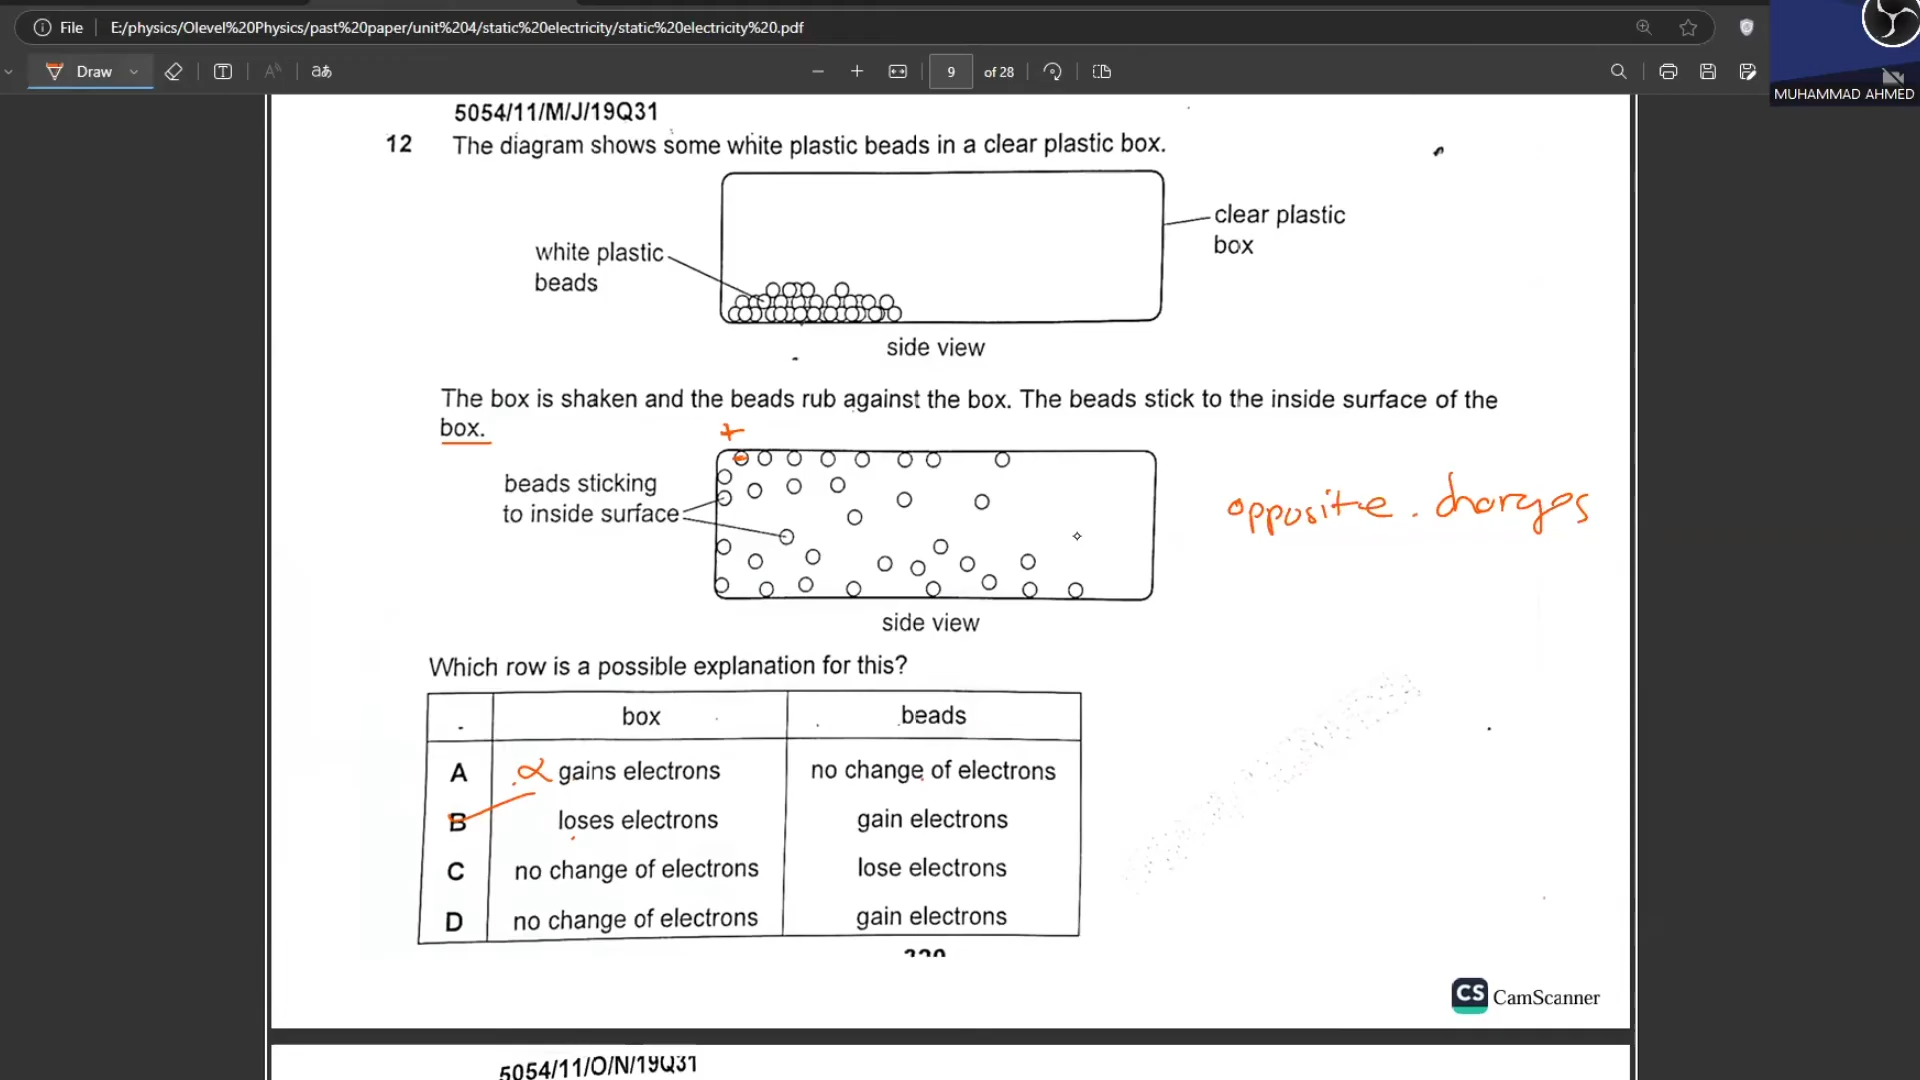 File E:/physics/Olevel%20Physics/past%20paper/unit%204/static%20electricity/static%20electricity%20.pdf
Draw 9 of 28
MUHAMMAD AHMED
5054/11/M/J/19Q31
12 The diagram shows some white plastic beads in a clear plastic box.
clear plastic
box
white plastic
beads
side view
The box is shaken and the beads rub against the box. The beads stick to the inside surface of the
box.
+
beads sticking
to inside surface
opposite charges
side view
Which row is a possible explanation for this?
box beads
A gains electrons no change of electrons
B loses electrons gain electrons
C no change of electrons lose electrons
D no change of electrons gain electrons
CS CamScanner
5054/11/O/N/19Q31